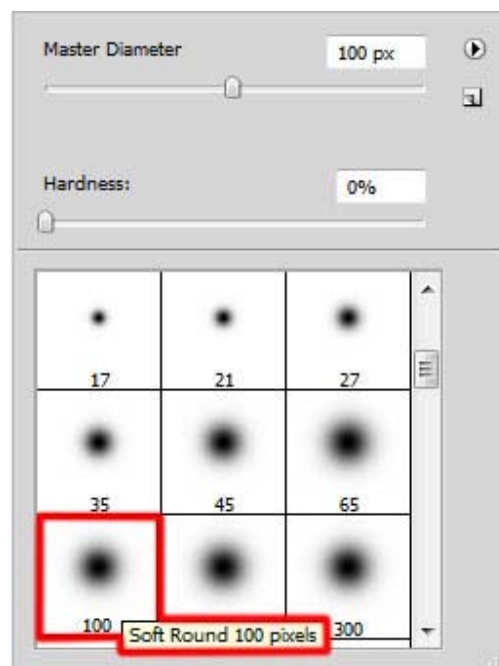 Master Diameter 100 px
Hardness: 0%
17 21 27
35 45 65
100 300
Soft Round 100 pixels